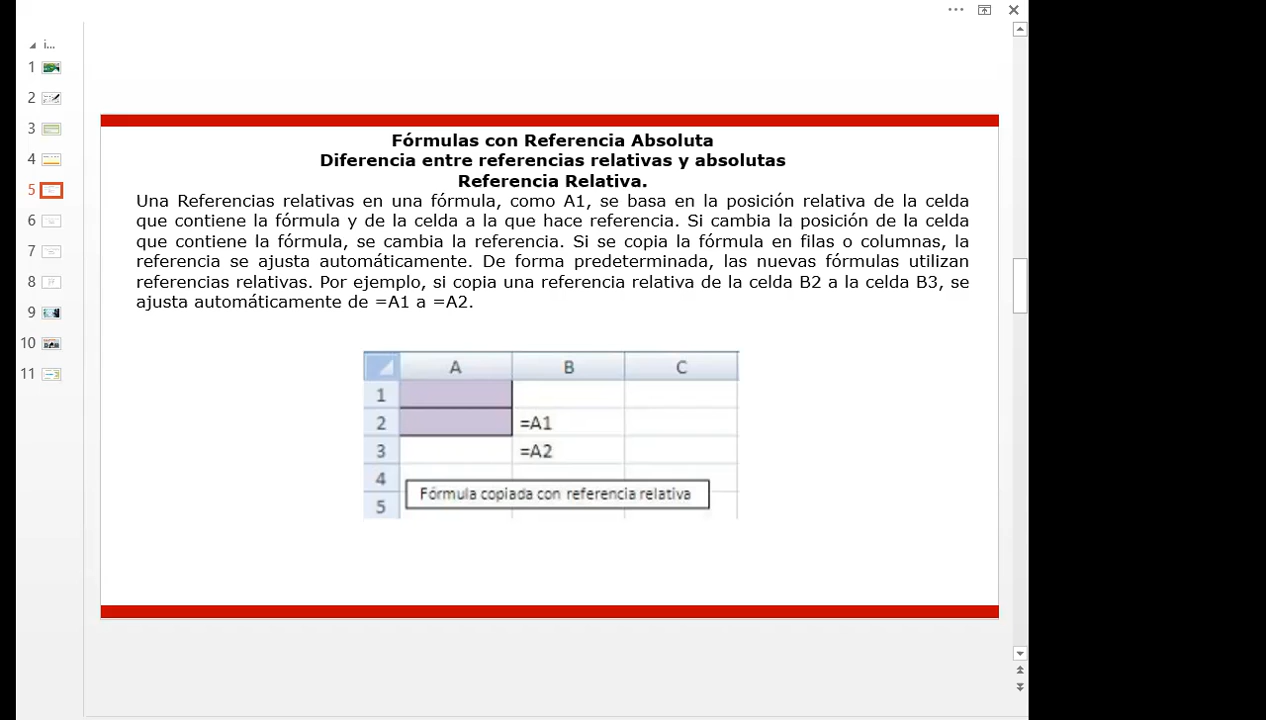 i...
1
2
3
4
5
6
7
8
9
10
11
Fórmulas con Referencia Absoluta
Diferencia entre referencias relativas y absolutas
Referencia Relativa.
Una Referencias relativas en una fórmula, como A1, se basa en la posición relativa de la celda
que contiene la fórmula y de la celda a la que hace referencia. Si cambia la posición de la celda
que contiene la fórmula, se cambia la referencia. Si se copia la fórmula en filas o columnas, la
referencia se ajusta automáticamente. De forma predeterminada, las nuevas fórmulas utilizan
referencias relativas. Por ejemplo, si copia una referencia relativa de la celda B2 a la celda B3, se
ajusta automáticamente de =A1 a =A2.
A B C
1
2 =A1
3 =A2
4
Fórmula copiada con referencia relativa
5